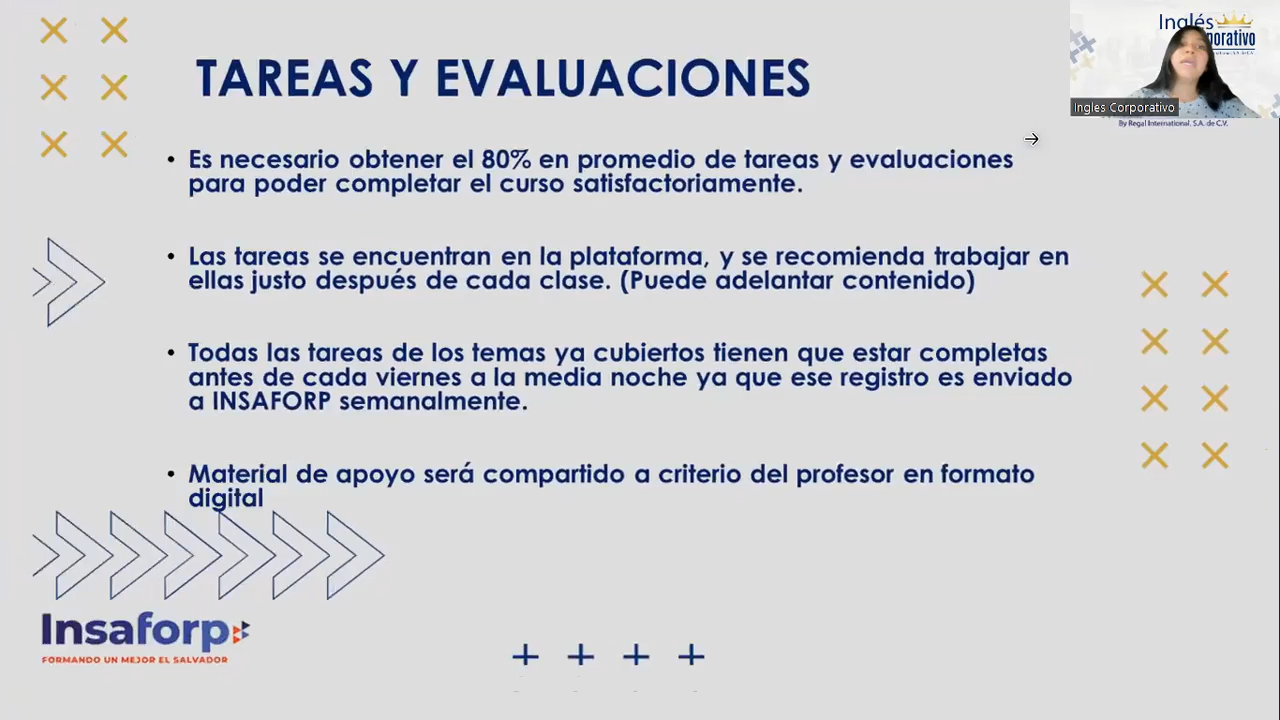 Inglés
porativo
Ingles Corporativo
By Regal International, S.A. de C.V.
TAREAS Y EVALUACIONES
• Es necesario obtener el 80% en promedio de tareas y evaluaciones
para poder completar el curso satisfactoriamente.
• Las tareas se encuentran en la plataforma, y se recomienda trabajar en
ellas justo después de cada clase. (Puede adelantar contenido)
• Todas las tareas de los temas ya cubiertos tienen que estar completas
antes de cada viernes a la media noche ya que ese registro es enviado
a INSAFORP semanalmente.
• Material de apoyo será compartido a criterio del profesor en formato
digital
Insaforp
FORMANDO UN MEJOR EL SALVADOR